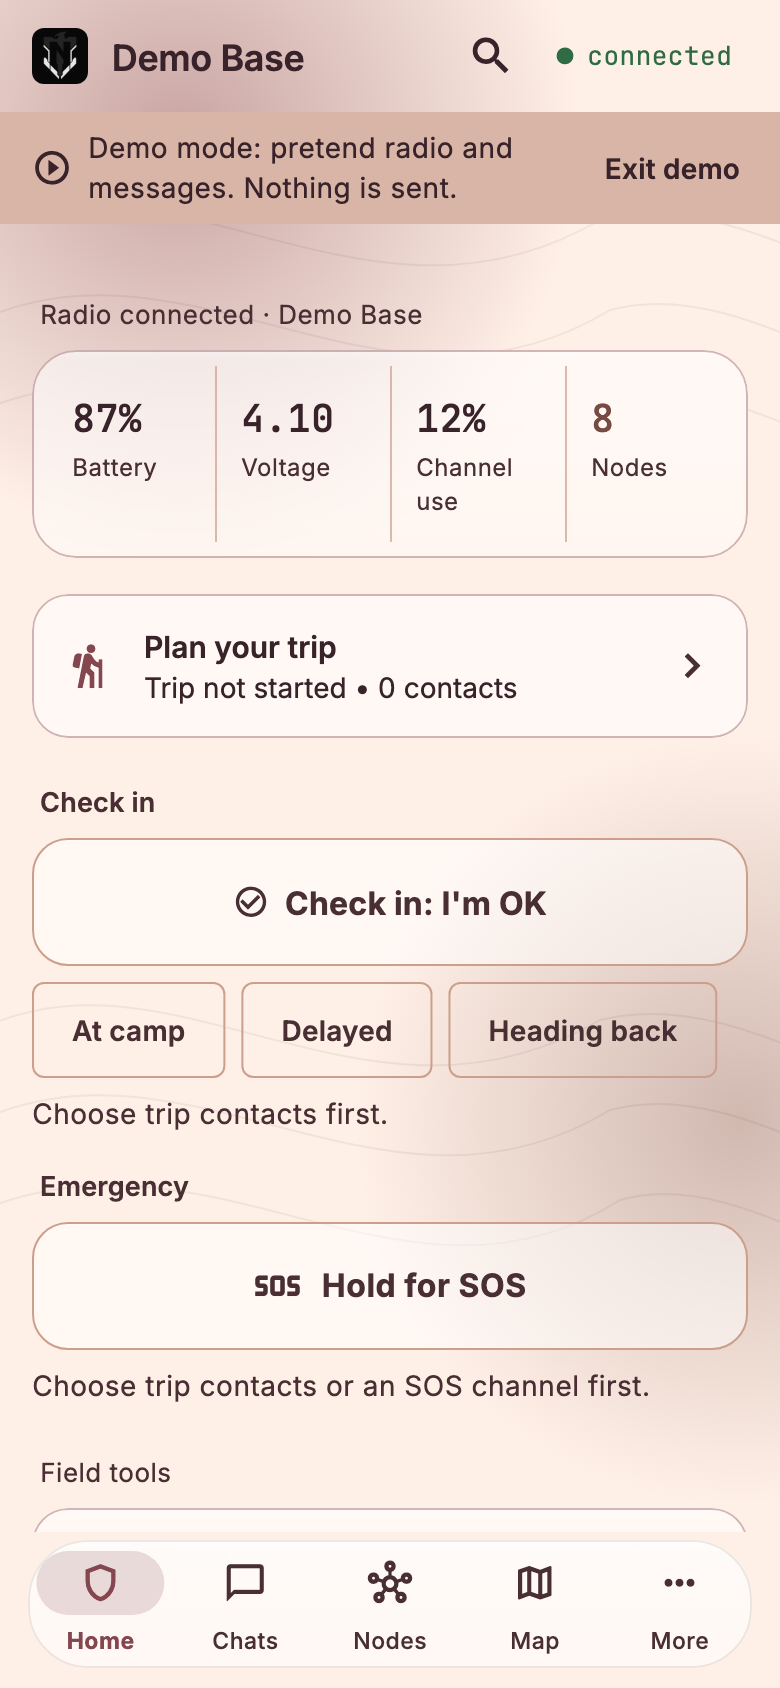 Demo Base
connected
Demo mode: pretend radio and
messages. Nothing is sent.
Exit demo
Radio connected · Demo Base
87%
Battery
4.10
Voltage
12%
Channel
use
8
Nodes
Plan your trip
Trip not started • 0 contacts
Check in
Check in: I'm OK
At camp
Delayed
Heading back
Choose trip contacts first.
Emergency
SOS Hold for SOS
Choose trip contacts or an SOS channel first.
Field tools
Home
Chats
Nodes
Map
More